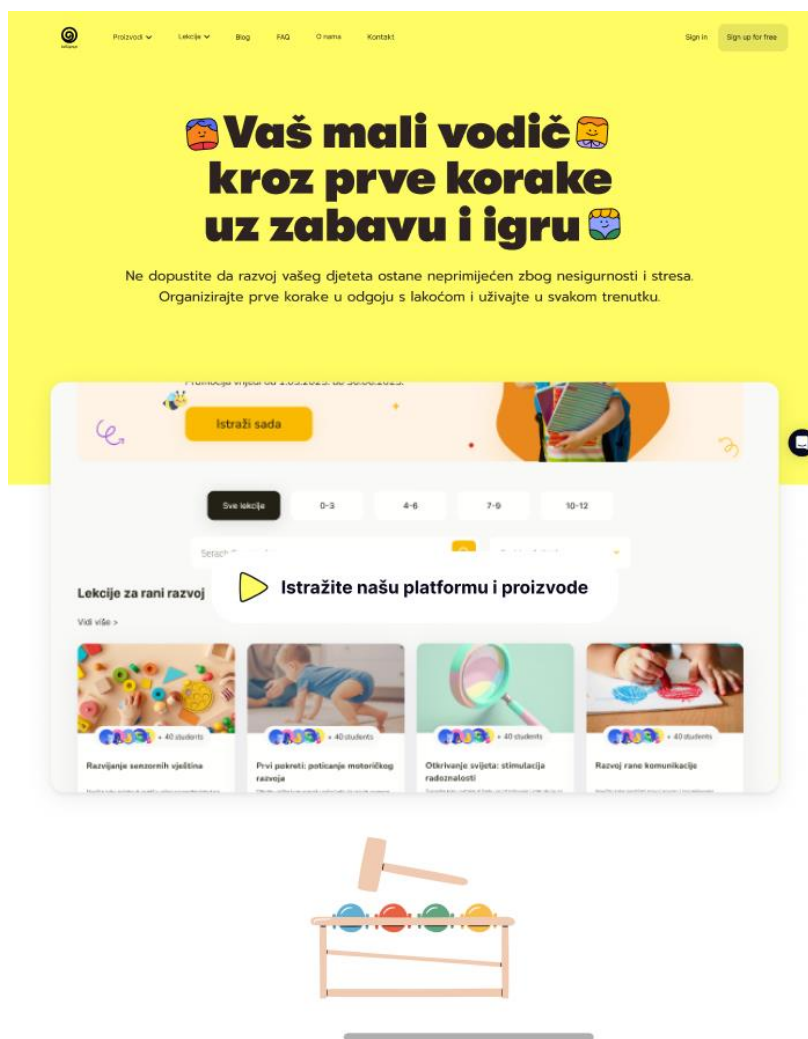 Proizvodi
Lekcije
Blog
FAQ
O nama
Kontakt
Sign in
Sign up for free
Vaš mali vodič
kroz prve korake
uz zabavu i igru
Ne dopustite da razvoj vašeg djeteta ostane neprimijećen zbog nesigurnosti i stresa.
Organizirajte prve korake u odgoju s lakoćom i uživajte u svakom trenutku.
Istraži sada
Sve lekcije
0-3
4-6
7-9
10-12
Lekcije za rani razvoj
Istražite našu platformu i proizvode
Vidi više >
+ 40 students
+ 40 students
+ 40 students
+ 40 students
Razvijanje senzornih vještina
Prvi pokreti: poticanje motoričkog
razvoja
Otkrivanje svijeta: stimulacija
radoznalosti
Razvoj rane komunikacije